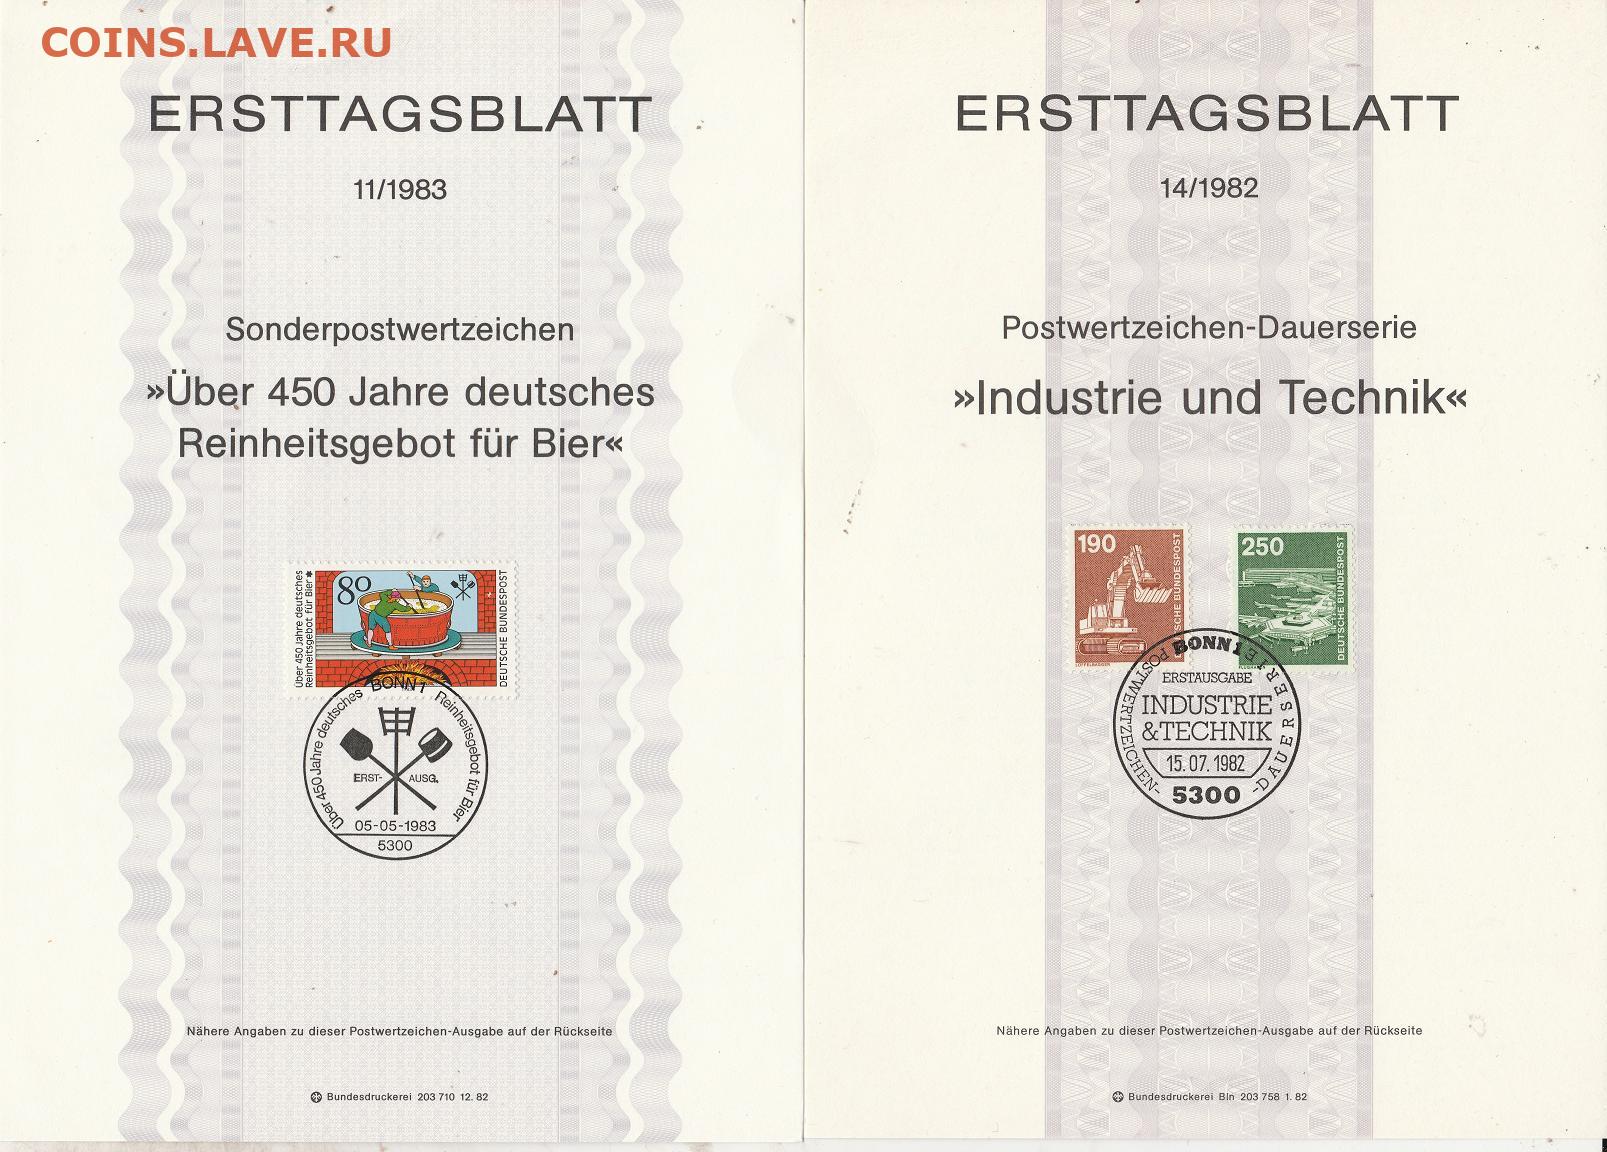 COINS.LAVE.RU
ERSTTAGSBLATT
11/1983
Sonderpostwertzeichen
»Über 450 Jahre deutsches
Reinheitsgebot für Bier«
Über 450 Jahre deutsches
Reinheitsgebot für Bier
80
DEUTSCHE BUNDESPOST
BONN 1
Über 450 Jahre deutsches Reinheitsgebot für Bier
ERST- AUSG.
05-05-1983
5300
Nähere Angaben zu dieser Postwertzeichen-Ausgabe auf der Rückseite
Bundesdruckerei 203 710 12. 82
ERSTTAGSBLATT
14/1982
Postwertzeichen-Dauerserie
»Industrie und Technik«
190
DEUTSCHE BUNDESPOST
LÖFFELBAGGER
250
DEUTSCHE BUNDESPOST
BONN 1
POSTWERTZEICHEN- -DAUERSERIE
ERSTAUSGABE
INDUSTRIE
&TECHNIK
15.07.1982
5300
Nähere Angaben zu dieser Postwertzeichen-Ausgabe auf der Rückseite
Bundesdruckerei Bln 203 758 1. 82